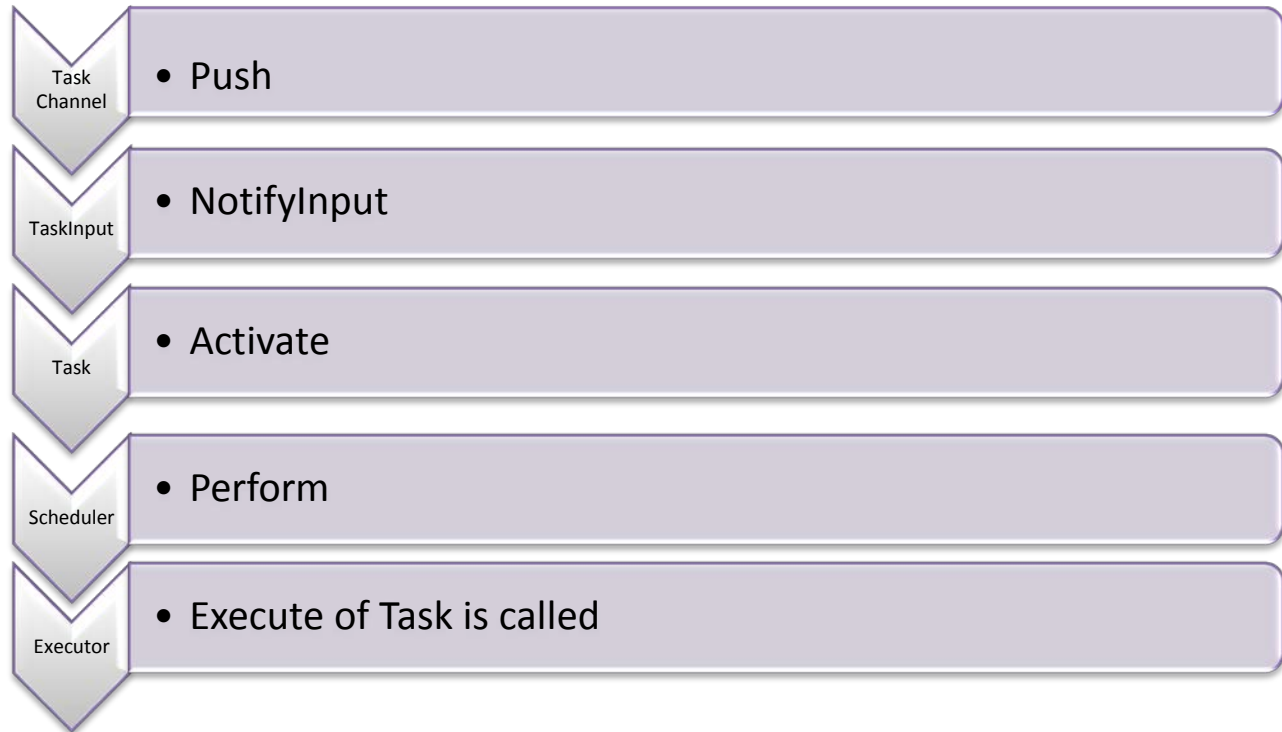 Task
Channel
• Push
TaskInput
• NotifyInput
Task
• Activate
Scheduler
• Perform
Executor
• Execute of Task is called